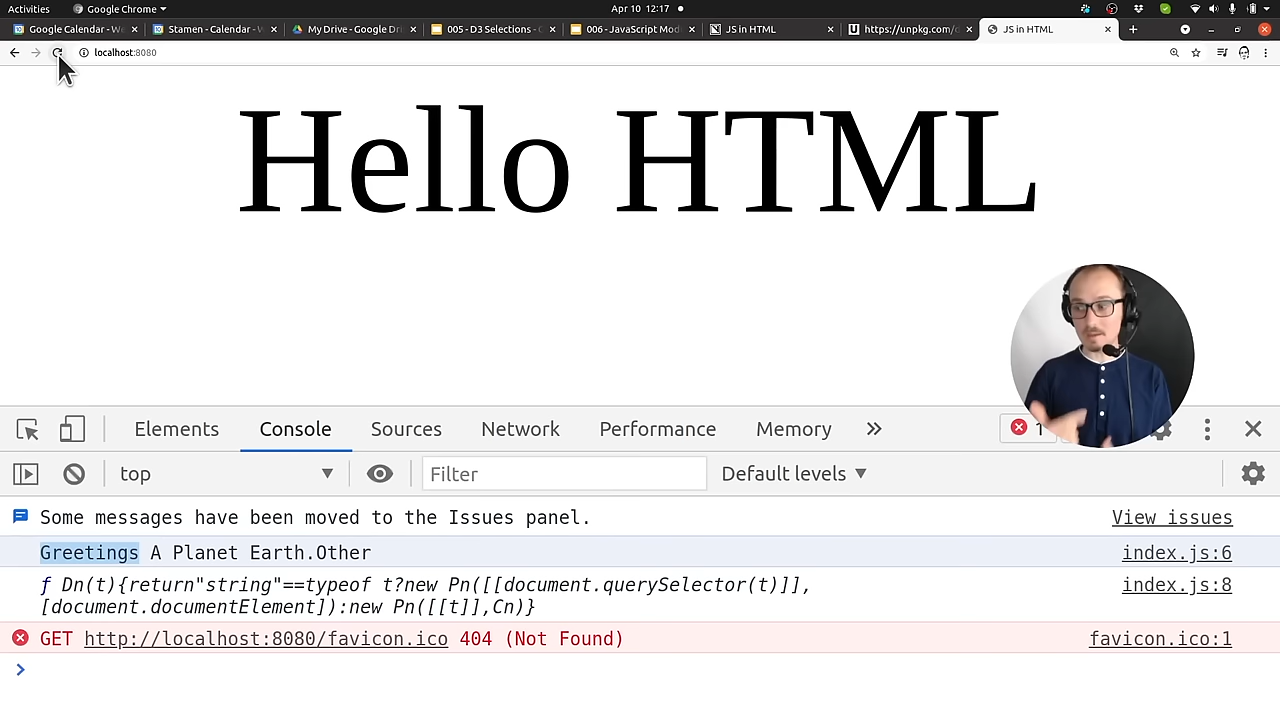 Activities Google Chrome Apr 10 12:17
Google Calendar - We Stamen - Calendar - W My Drive - Google Dri 005 - D3 Selections - G 006 - JavaScript Mod JS in HTML https://unpkg.com/ JS in HTML
localhost:8080
Hello HTML
Elements Console Sources Network Performance Memory 1
top Filter Default levels
Some messages have been moved to the Issues panel. View issues
Greetings A Planet Earth.Other index.js:6
f Dn(t){return"string"==typeof t?new Pn([[document.querySelector(t)]], index.js:8
[document.documentElement]):new Pn([[t]],Cn)}
GET http://localhost:8080/favicon.ico 404 (Not Found) favicon.ico:1